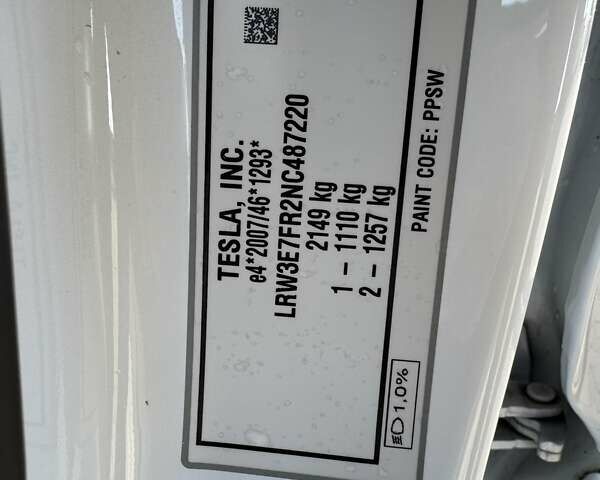 TESLA, INC.
e4*2007/46*1293*
LRW3E7FR2NC487220
2149 kg
1 – 1110 kg
2 – 1257 kg
PAINT CODE: PPSW
1,0%